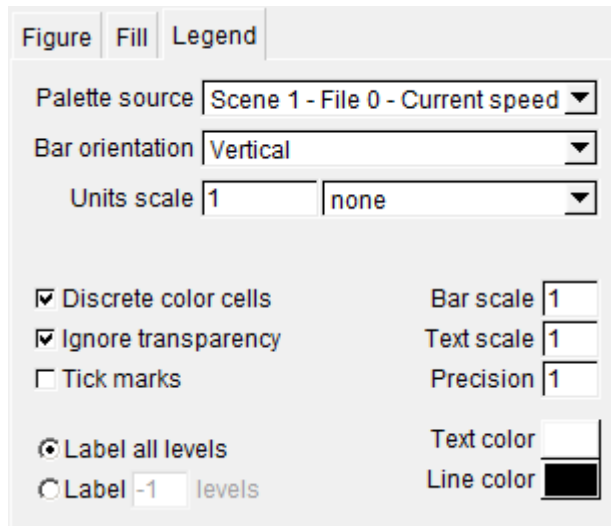 Figure Fill Legend
Palette source Scene 1 - File 0 - Current speed
Bar orientation Vertical
Units scale 1 none
Discrete color cells Bar scale 1
Ignore transparency Text scale 1
Tick marks Precision 1
Label all levels Text color
Label -1 levels Line color